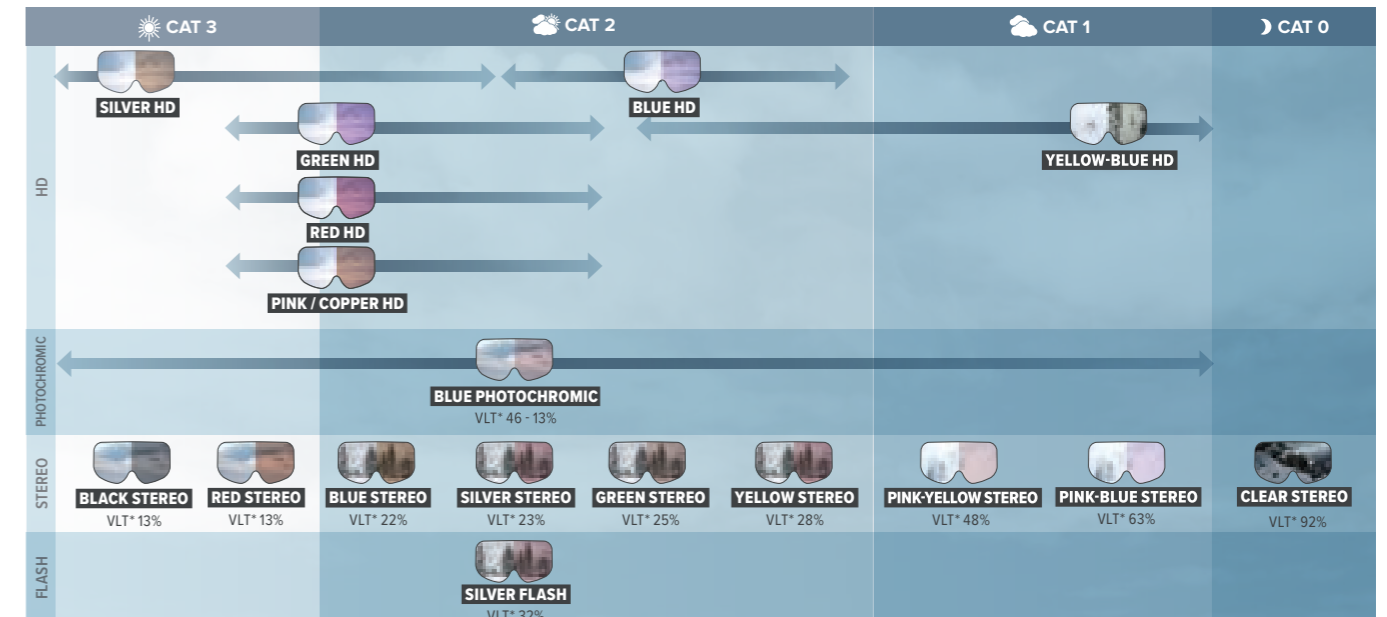 CAT 3
CAT 2
CAT 1
CAT 0
HD
SILVER HD
BLUE HD
GREEN HD
YELLOW-BLUE HD
RED HD
PINK / COPPER HD
PHOTOCHROMIC
BLUE PHOTOCHROMIC
VLT* 46 - 13%
STEREO
BLACK STEREO
VLT* 13%
RED STEREO
VLT* 13%
BLUE STEREO
VLT* 22%
SILVER STEREO
VLT* 23%
GREEN STEREO
VLT* 25%
YELLOW STEREO
VLT* 28%
PINK-YELLOW STEREO
VLT* 48%
PINK-BLUE STEREO
VLT* 63%
CLEAR STEREO
VLT* 92%
FLASH
SILVER FLASH
VLT* 32%